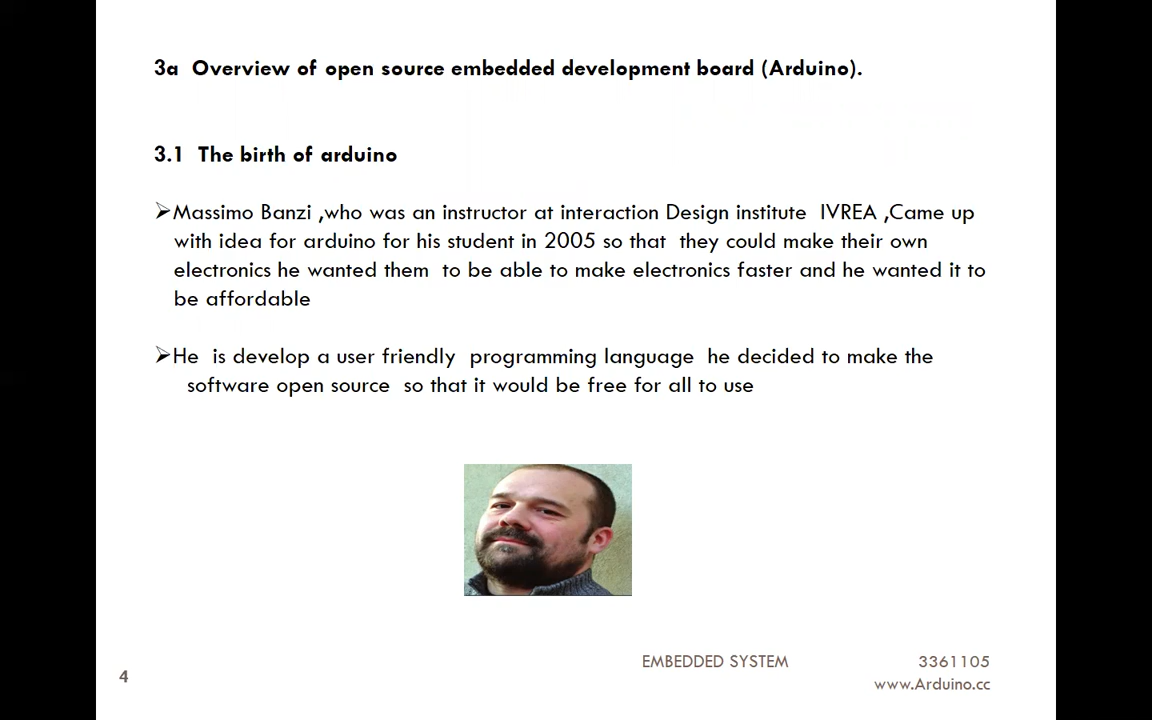 3a Overview of open source embedded development board (Arduino).
3.1 The birth of arduino
➢Massimo Banzi ,who was an instructor at interaction Design institute IVREA ,Came up
with idea for arduino for his student in 2005 so that they could make their own
electronics he wanted them to be able to make electronics faster and he wanted it to
be affordable
➢He is develop a user friendly programming language he decided to make the
software open source so that it would be free for all to use
EMBEDDED SYSTEM 3361105
4 www.Arduino.cc